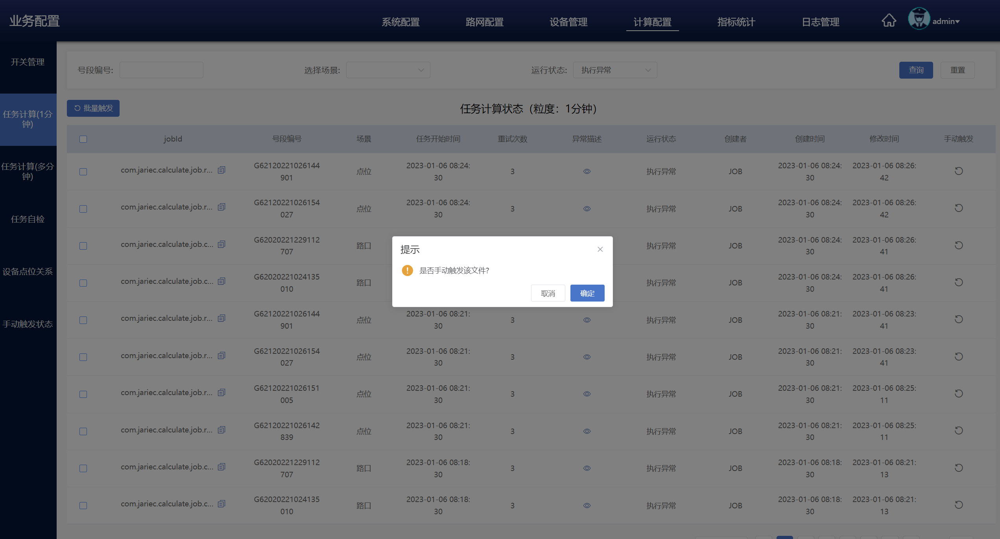 业务配置
系统配置 路网配置 设备管理 计算配置 指标统计 日志管理 admin
开关管理
任务计算(1分
钟)
任务计算(多分
钟)
任务自检
设备点位关系
手动触发状态
号段编号: 选择场景: 运行状态: 执行异常 查询 重置
批量触发 任务计算状态（粒度：1分钟）
jobId 号段编号 场景 任务开始时间 重试次数 异常描述 运行状态 创建者 创建时间 修改时间 手动触发
com.jariec.calculate.job.r... G62120221026144 点位 2023-01-06 08:24: 3 执行异常 JOB 2023-01-06 08:24: 2023-01-06 08:26:
901 30 30 42
com.jariec.calculate.job.r... G62120221026154 点位 2023-01-06 08:24: 3 执行异常 JOB 2023-01-06 08:24: 2023-01-06 08:26:
027 30 30 42
com.jariec.calculate.job.c... G62020221229112 路口 执行异常 JOB 2023-01-06 08:24: 2023-01-06 08:26:
707 30 41
com.jariec.calculate.job.c... G62020221024135 路口 执行异常 JOB 2023-01-06 08:24: 2023-01-06 08:26:
010 30 41
提示
是否手动触发该文件?
取消 确定
com.jariec.calculate.job.r... G62120221026144 点位 2023-01-06 08:21: 3 执行异常 JOB 2023-01-06 08:21: 2023-01-06 08:23:
901 30 30 41
com.jariec.calculate.job.r... G62120221026154 点位 2023-01-06 08:21: 3 执行异常 JOB 2023-01-06 08:21: 2023-01-06 08:23:
027 30 30 41
com.jariec.calculate.job.r... G62120221026151 点位 2023-01-06 08:21: 3 执行异常 JOB 2023-01-06 08:21: 2023-01-06 08:25:
005 30 30 11
com.jariec.calculate.job.r... G62120221026142 点位 2023-01-06 08:21: 3 执行异常 JOB 2023-01-06 08:21: 2023-01-06 08:25:
839 30 30 11
com.jariec.calculate.job.c... G62020221229112 路口 2023-01-06 08:18: 3 执行异常 JOB 2023-01-06 08:18: 2023-01-06 08:21:
707 30 30 13
com.jariec.calculate.job.c... G62020221024135 路口 2023-01-06 08:18: 3 执行异常 JOB 2023-01-06 08:18: 2023-01-06 08:21:
010 30 30 13